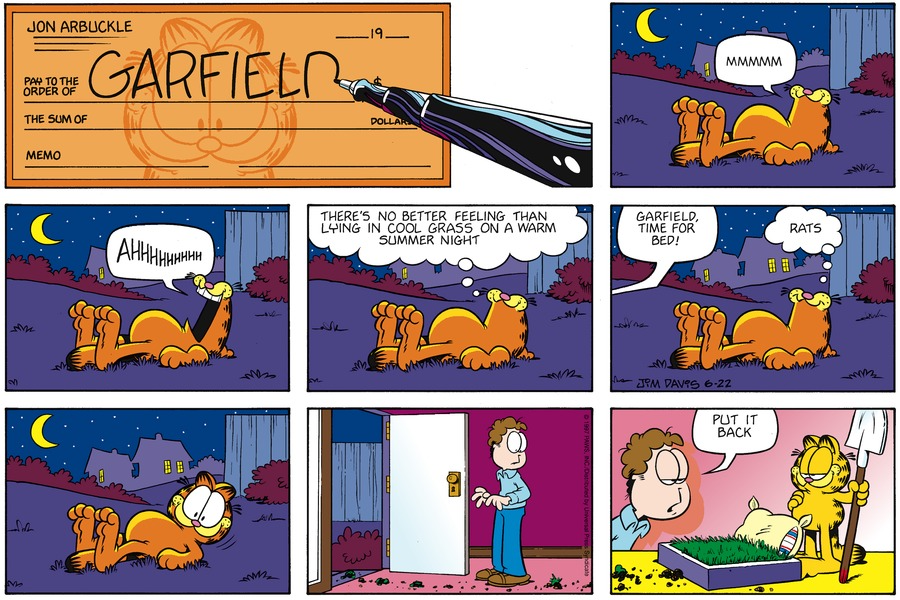 JON ARBUCKLE
19
PAY TO THE
ORDER OF
GARFIELD
$
THE SUM OF
DOLLARS
MEMO
MMMMM
AHHHHHHHHH
THERE'S NO BETTER FEELING THAN
LYING IN COOL GRASS ON A WARM
SUMMER NIGHT
GARFIELD,
TIME FOR
BED!
RATS
JIM DAVIS 6-22
PUT IT
BACK